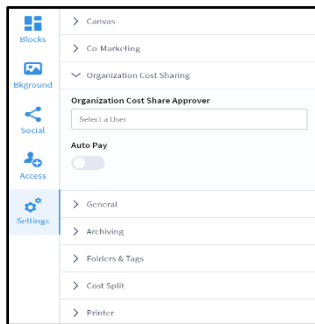 Blocks
Bkground
Social
Access
Settings
Canvas
Co-Marketing
Organization Cost Sharing
Organization Cost Share Approver
Select a User
Auto Pay
General
Archiving
Folders & Tags
Cost Split
Printer